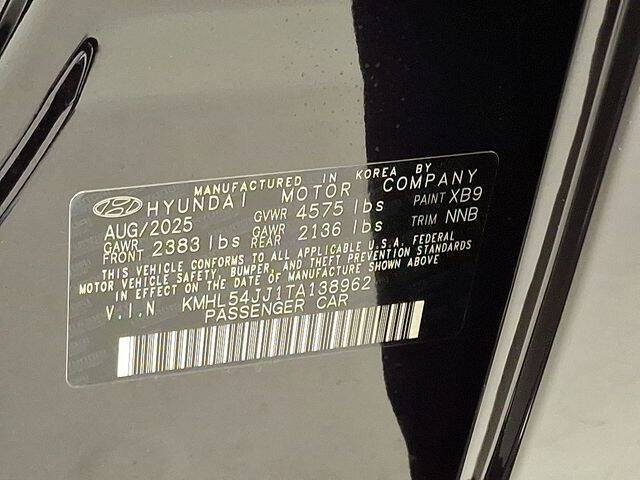 MANUFACTURED IN KOREA BY
HYUNDAI MOTOR COMPANY
AUG/2025 GVWR 4575 lbs PAINT XB9
GAWR FRONT 2383 lbs GAWR REAR 2136 lbs TRIM NNB
THIS VEHICLE CONFORMS TO ALL APPLICABLE U.S.A. FEDERAL
MOTOR VEHICLE SAFETY, BUMPER, AND THEFT PREVENTION STANDARDS
IN EFFECT ON THE DATE OF MANUFACTURE SHOWN ABOVE
V.I.N KMHL54JJ1TA138962
PASSENGER CAR